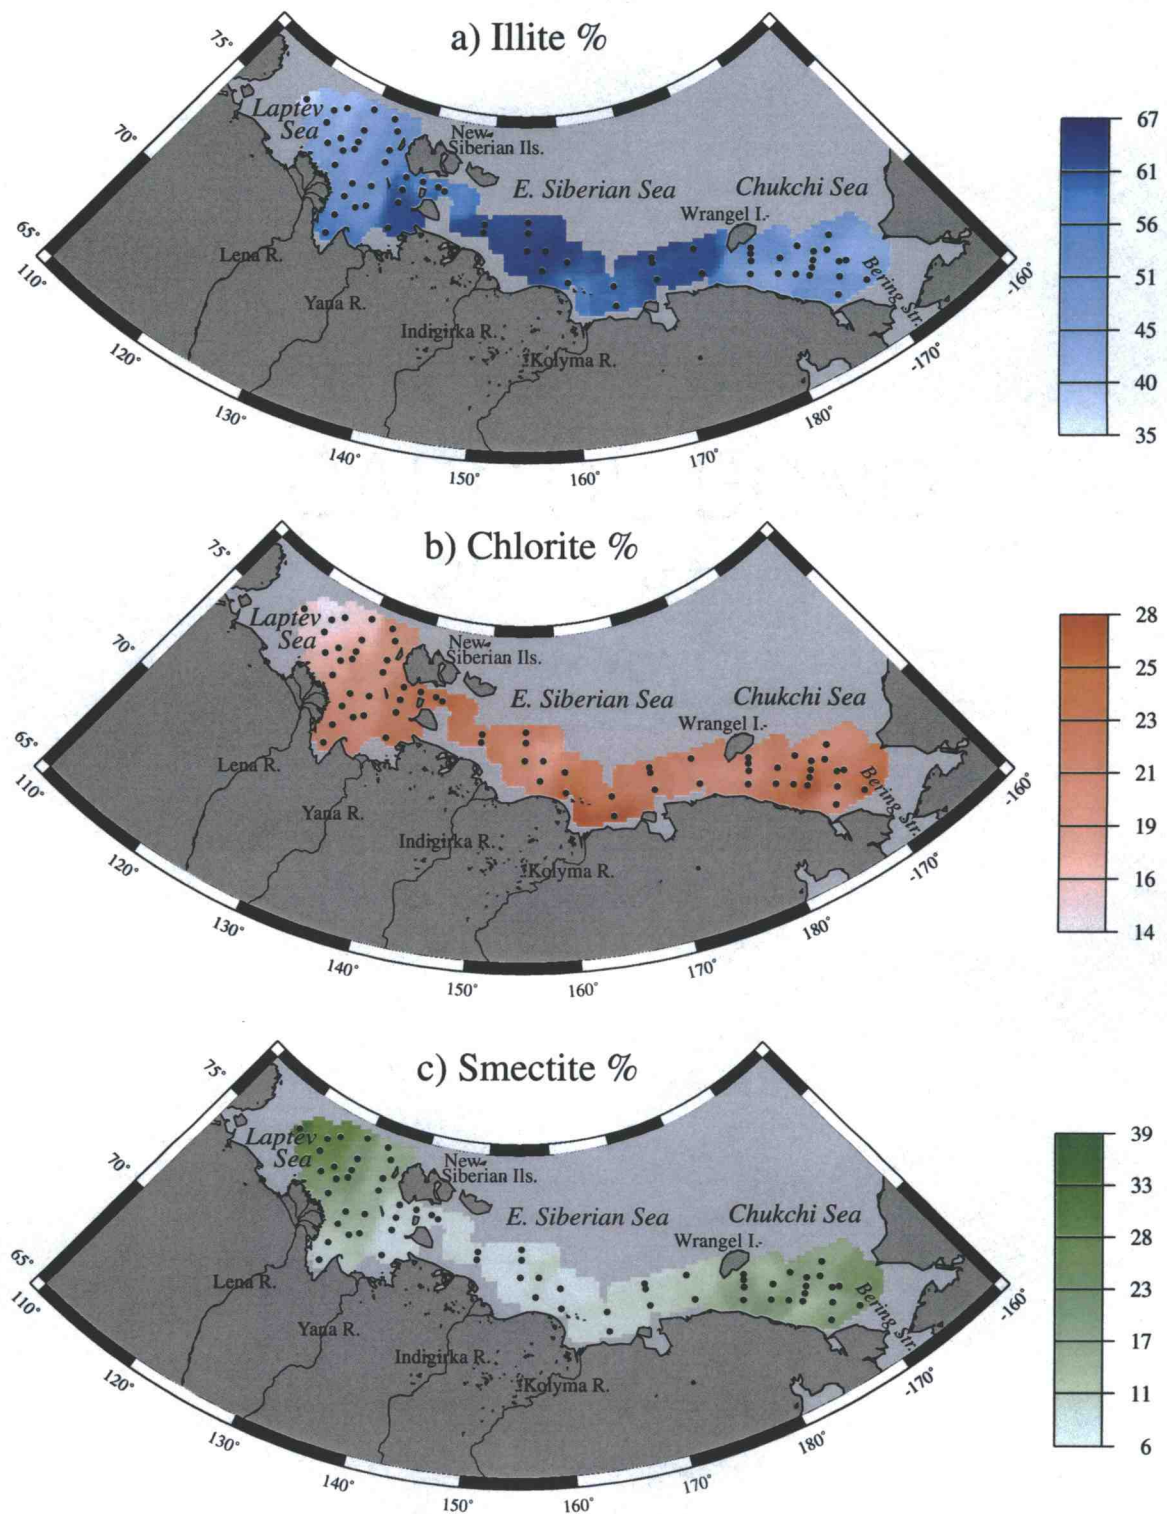 a) Illite %
75°
70°
65°
110°
120°
130°
140°
150°
160°
170°
180°
-170°
-160°
Laptev
Sea
New
Siberian Ils.
E. Siberian Sea
Chukchi Sea
Wrangel I.
Bering Str.
Lena R.
Yana R.
Indigirka R.
Kolyma R.
67
61
56
51
45
40
35
b) Chlorite %
75°
70°
65°
110°
120°
130°
140°
150°
160°
170°
180°
-170°
-160°
Laptev
Sea
New
Siberian Ils.
E. Siberian Sea
Chukchi Sea
Wrangel I.
Bering Str.
Lena R.
Yana R.
Indigirka R.
Kolyma R.
28
25
23
21
19
16
14
c) Smectite %
75°
70°
65°
110°
120°
130°
140°
150°
160°
170°
180°
-170°
-160°
Laptev
Sea
New
Siberian Ils.
E. Siberian Sea
Chukchi Sea
Wrangel I.
Bering Str.
Lena R.
Yana R.
Indigirka R.
Kolyma R.
39
33
28
23
17
11
6